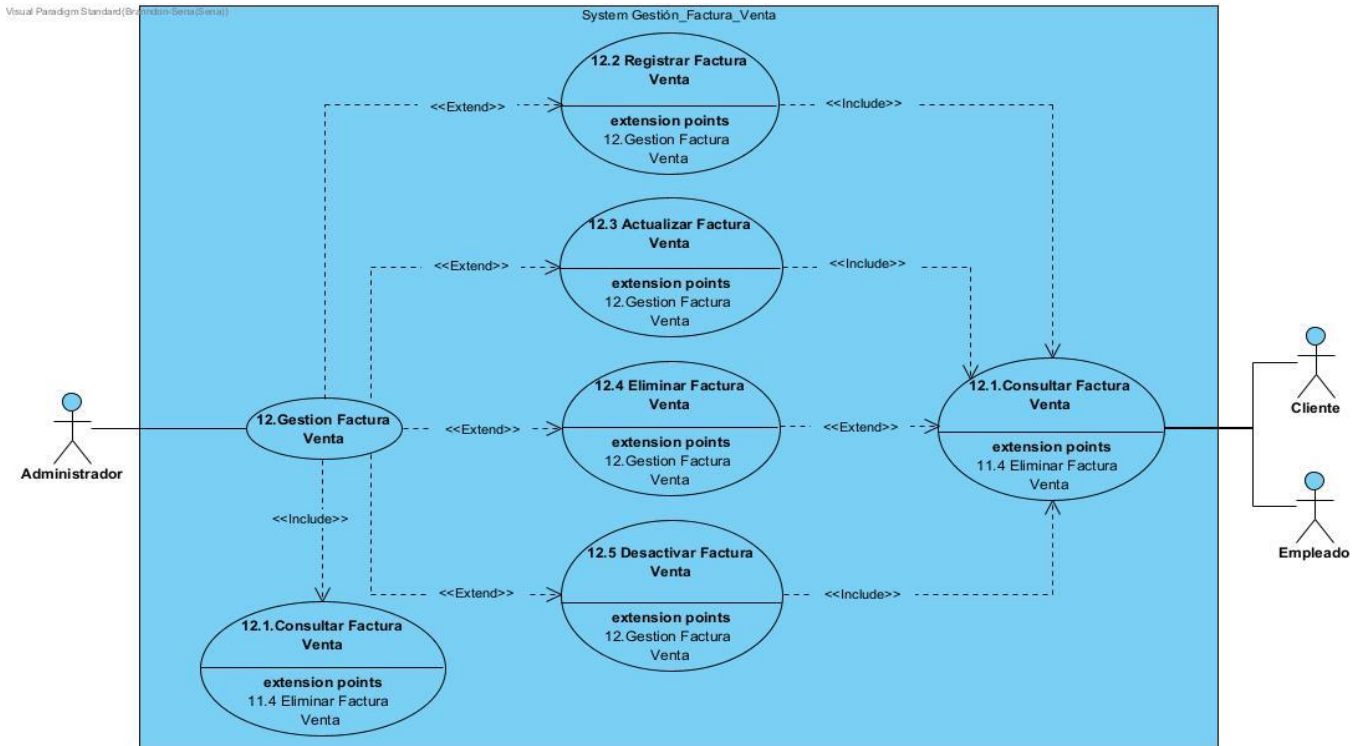 Visual Paradigm Standard(Branndon-Sena(Sena))
System Gestión_Factura_Venta
12.2 Registrar Factura
Venta
extension points
12.Gestion Factura
Venta
<<Extend>>
<<Include>>
12.3 Actualizar Factura
Venta
extension points
12.Gestion Factura
Venta
<<Extend>>
<<Include>>
12.4 Eliminar Factura
Venta
extension points
12.Gestion Factura
Venta
<<Extend>>
<<Extend>>
12.Gestion Factura
Venta
Administrador
12.1.Consultar Factura
Venta
extension points
11.4 Eliminar Factura
Venta
Cliente
Empleado
<<Include>>
12.5 Desactivar Factura
Venta
extension points
12.Gestion Factura
Venta
<<Extend>>
<<Include>>
12.1.Consultar Factura
Venta
extension points
11.4 Eliminar Factura
Venta